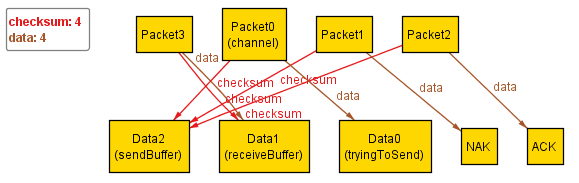 checksum: 4
data: 4
Packet3
Packet0
(channel)
Packet1
Packet2
data
checksum
checksum
data
data
data
checksum
checksum
Data2
(sendBuffer)
Data1
(receiveBuffer)
Data0
(tryingToSend)
NAK
ACK